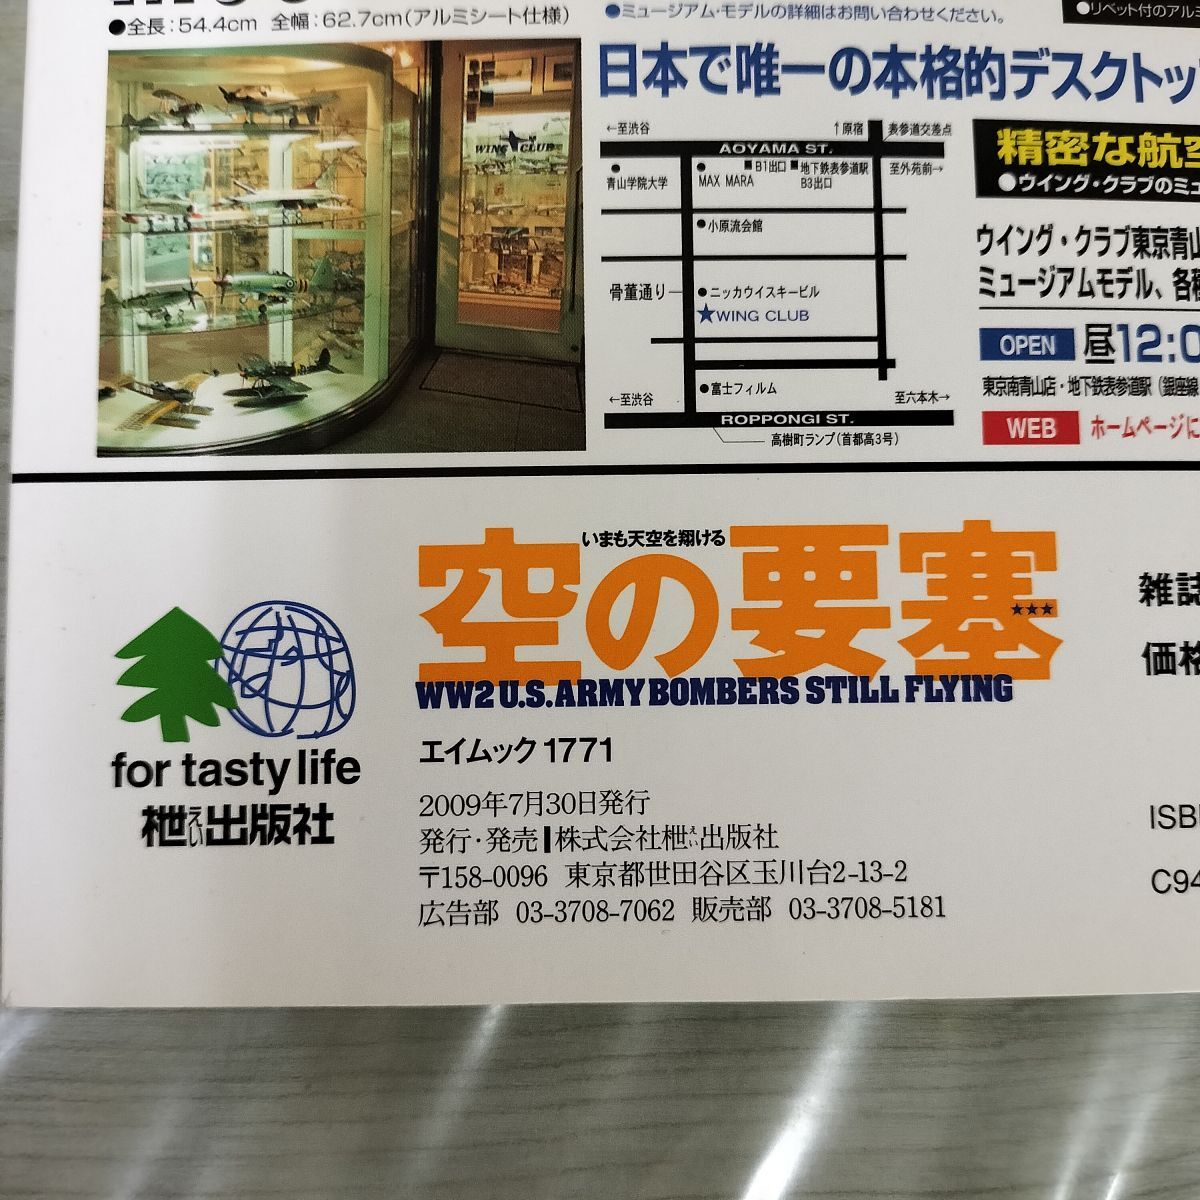 ●全長:54.4cm 全幅:62.7cm(アルミシート仕様)
●ミュージアム・モデルの詳細はお問い合わせください。
●リベット付のアルミ
日本で唯一の本格的デスクトッ
WING CLUB
←至渋谷
↑原宿
表参道交差点
AOYAMA ST.
青山学院大学
MAX MARA
■B1出口
■地下鉄表参道駅
B3出口
至外苑前→
●小原流会館
骨董通り
●ニッカウイスキービル
★WING CLUB
●富士フィルム
←至渋谷
至六本木→
ROPPONGI ST.
高樹町ランプ(首都高3号)
精密な航空
●ウイング・クラブのミュ
ウイング・クラブ東京青山
ミュージアムモデル、各種
OPEN 昼12:0
東京南青山店・地下鉄表参道駅(銀座線
WEB ホームページに
いまも天空を翔ける
空の要塞
★★★
WW2 U.S. ARMY BOMBERS STILL FLYING
エイムック 1771
2009年7月30日発行
発行・発売┃株式会社枻えい出版社
〒158-0096 東京都世田谷区玉川台2-13-2
広告部 03-3708-7062 販売部 03-3708-5181
for tasty life
枻えい出版社
雑誌
価格
ISB
C94